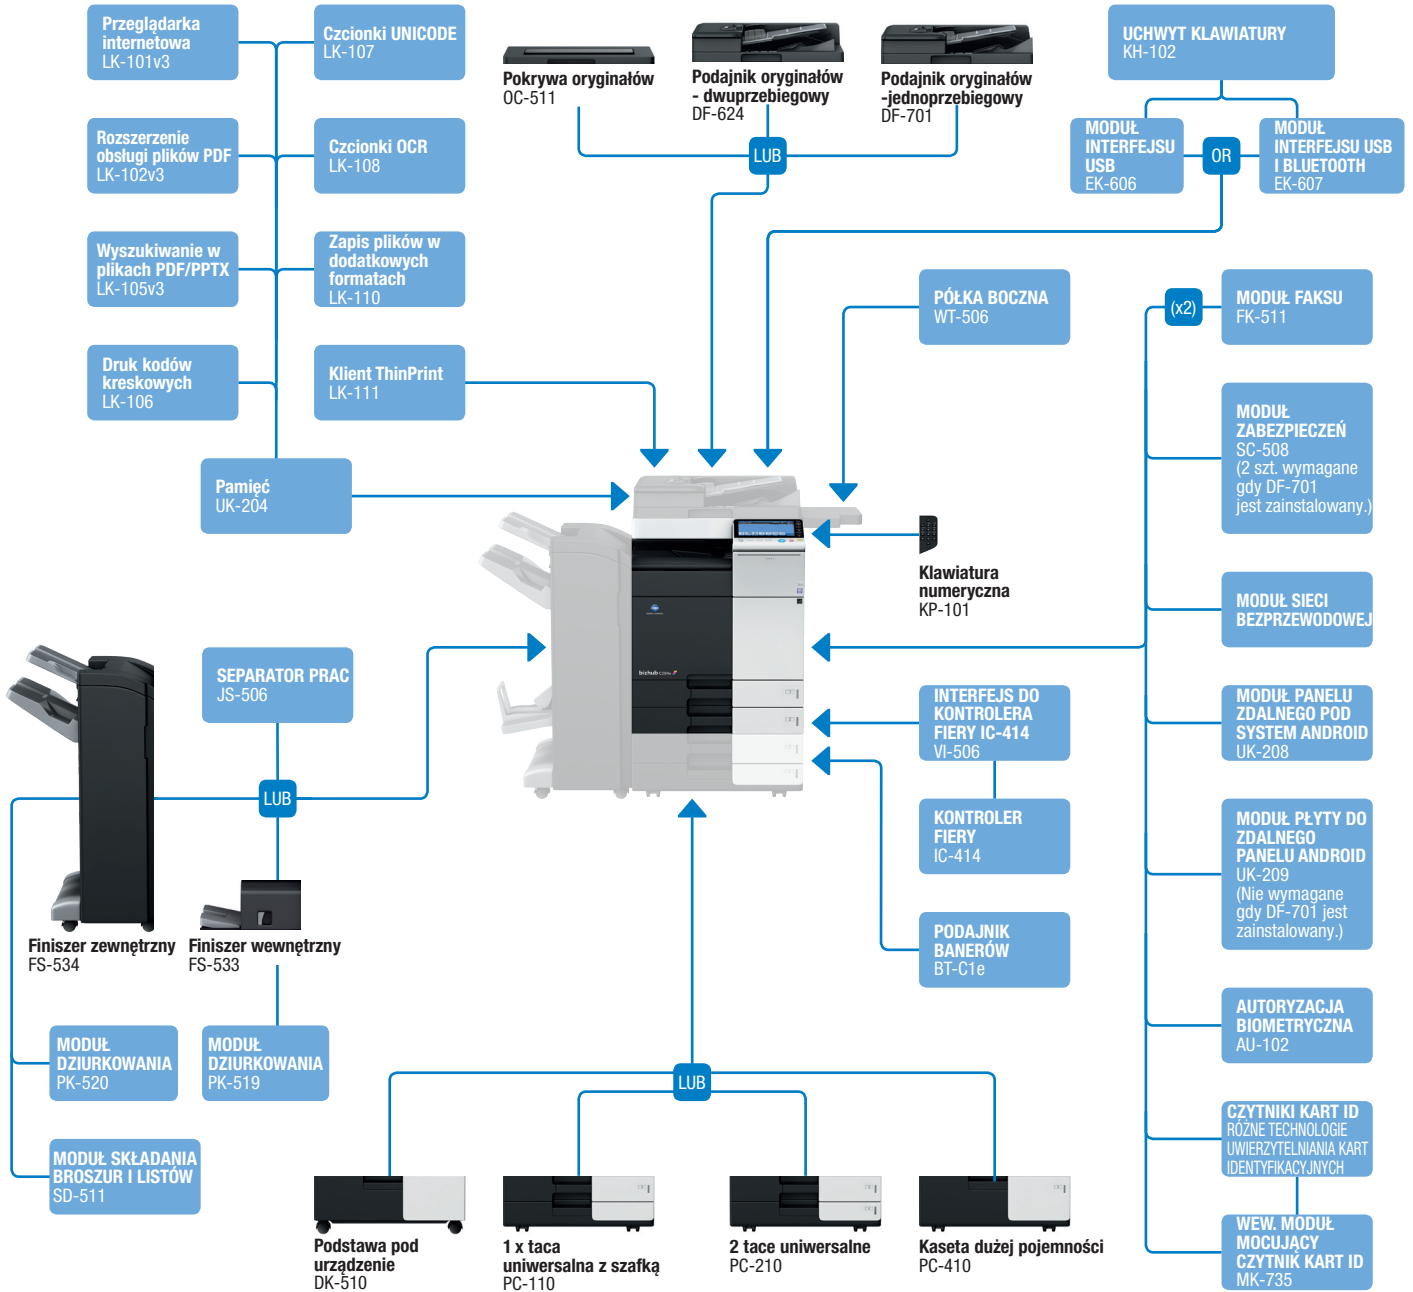 Przeglądarka
internetowa
LK-101v3
Czcionki UNICODE
LK-107
Rozszerzenie
obsługi plików PDF
LK-102v3
Czcionki OCR
LK-108
Wyszukiwanie w
plikach PDF/PPTX
LK-105v3
Zapis plików w
dodatkowych
formatach
LK-110
Druk kodów
kreskowych
LK-106
Klient ThinPrint
LK-111
Pamięć
UK-204
Pokrywa oryginałów
OC-511
Podajnik oryginałów
- dwuprzebiegowy
DF-624
Podajnik oryginałów
-jednoprzebiegowy
DF-701
LUB
UCHWYT KLAWIATURY
KH-102
MODUŁ
INTERFEJSU
USB
EK-606
OR
MODUŁ
INTERFEJSU USB
I BLUETOOTH
EK-607
PÓŁKA BOCZNA
WT-506
(x2)
MODUŁ FAKSU
FK-511
MODUŁ
ZABEZPIECZEŃ
SC-508
(2 szt. wymagane
gdy DF-701
jest zainstalowany.)
Klawiatura
numeryczna
KP-101
MODUŁ SIECI
BEZPRZEWODOWEJ
bizhub
SEPARATOR PRAC
JS-506
INTERFEJS DO
KONTROLERA
FIERY IC-414
VI-506
MODUŁ PANELU
ZDALNEGO POD
SYSTEM ANDROID
UK-208
LUB
KONTROLER
FIERY
IC-414
MODUŁ PŁYTY DO
ZDALNEGO
PANELU ANDROID
UK-209
(Nie wymagane
gdy DF-701 jest
zainstalowany.)
Finiszer zewnętrzny
FS-534
Finiszer wewnętrzny
FS-533
PODAJNIK
BANERÓW
BT-C1e
AUTORYZACJA
BIOMETRYCZNA
AU-102
MODUŁ
DZIURKOWANIA
PK-520
MODUŁ
DZIURKOWANIA
PK-519
LUB
CZYTNIKI KART ID
RÓŻNE TECHNOLOGIE
UWIERZYTELNIANIA KART
IDENTYFIKACYJNYCH
MODUŁ SKŁADANIA
BROSZUR I LISTÓW
SD-511
WEW. MODUŁ
MOCUJĄCY
CZYTNIK KART ID
MK-735
Podstawa pod
urządzenie
DK-510
1 x taca
uniwersalna z szafką
PC-110
2 tace uniwersalne
PC-210
Kaseta dużej pojemności
PC-410